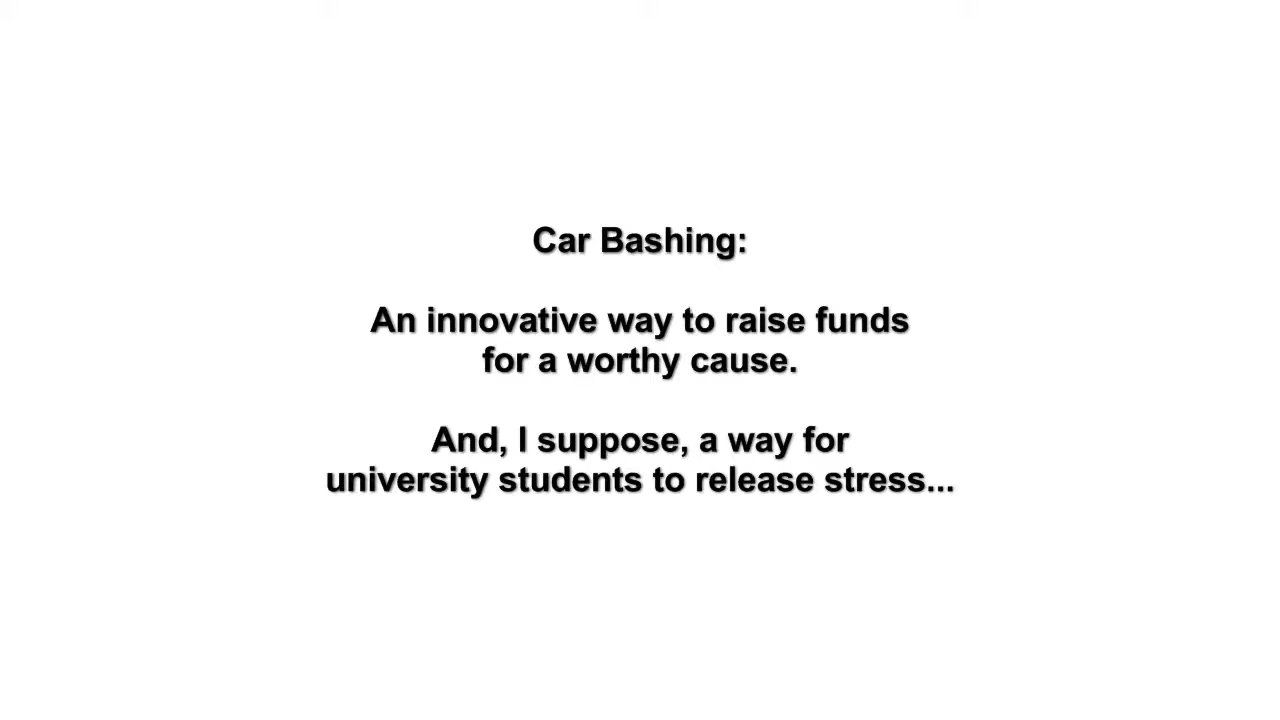 Car Bashing:
An innovative way to raise funds
for a worthy cause.
And, I suppose, a way for
university students to release stress...